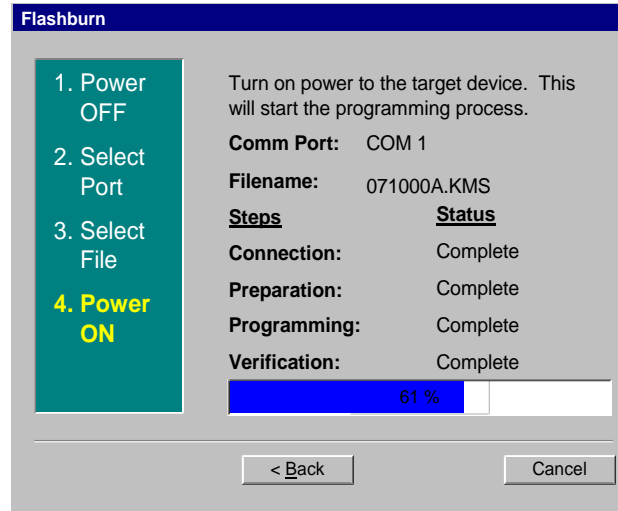 Flashburn
1. Power
OFF
2. Select
Port
3. Select
File
4. Power
ON
Turn on power to the target device. This
will start the programming process.
Comm Port: COM 1
Filename: 071000A.KMS
Steps Status
Connection: Complete
Preparation: Complete
Programming: Complete
Verification: Complete
61 %
< Back Cancel